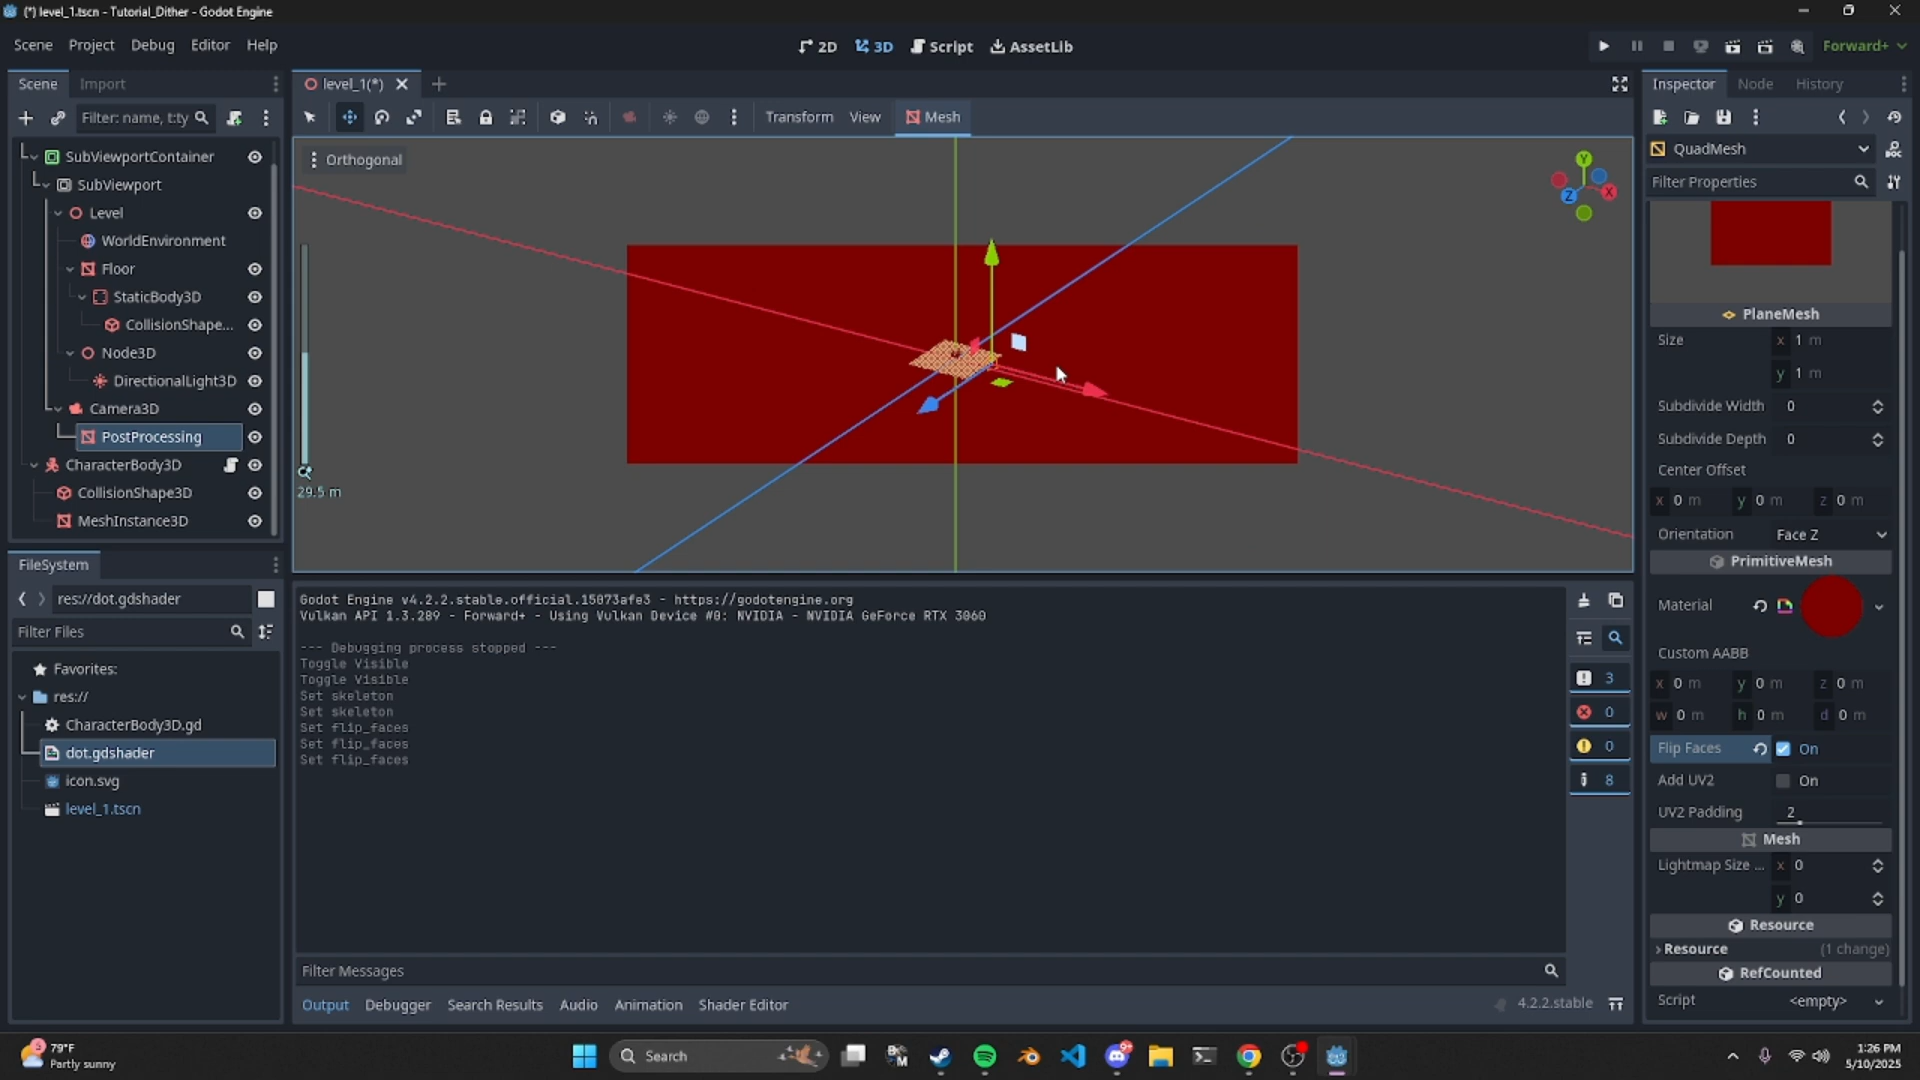 (*) level_1.tscn - Tutorial_Dither - Godot Engine
Scene Project Debug Editor Help
2D 3D Script AssetLib
Forward+
Scene Import
Filter: name, t:ty
SubViewportContainer
SubViewport
Level
WorldEnvironment
Floor
StaticBody3D
CollisionShape...
Node3D
DirectionalLight3D
Camera3D
PostProcessing
CharacterBody3D
CollisionShape3D
MeshInstance3D
FileSystem
res://dot.gdshader
Filter Files
Favorites:
res://
CharacterBody3D.gd
dot.gdshader
icon.svg
level_1.tscn
level_1(*)
Transform View Mesh
Orthogonal
Y
X
Z
29.5 m
Godot Engine v4.2.2.stable.official.15073afe3 - https://godotengine.org
Vulkan API 1.3.289 - Forward+ - Using Vulkan Device #0: NVIDIA - NVIDIA GeForce RTX 3060
--- Debugging process stopped ---
Toggle Visible
Toggle Visible
Set skeleton
Set skeleton
Set flip_faces
Set flip_faces
Set flip_faces
3
0
0
8
Filter Messages
Output Debugger Search Results Audio Animation Shader Editor
4.2.2.stable
Inspector Node History
QuadMesh
DOC
Filter Properties
PlaneMesh
Size x 1 m
y 1 m
Subdivide Width 0
Subdivide Depth 0
Center Offset
x 0 m y 0 m z 0 m
Orientation Face Z
PrimitiveMesh
Material
Custom AABB
x 0 m y 0 m z 0 m
w 0 m h 0 m d 0 m
Flip Faces On
Add UV2 On
UV2 Padding 2
Mesh
Lightmap Size ... x 0
y 0
Resource
Resource (1 change)
RefCounted
Script <empty>
79°F
Partly sunny
Search
1:26 PM
5/10/2025